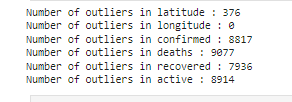 Number of outliers in latitude : 376
Number of outliers in longitude : 0
Number of outliers in confirmed : 8817
Number of outliers in deaths : 9077
Number of outliers in recovered : 7936
Number of outliers in active : 8914